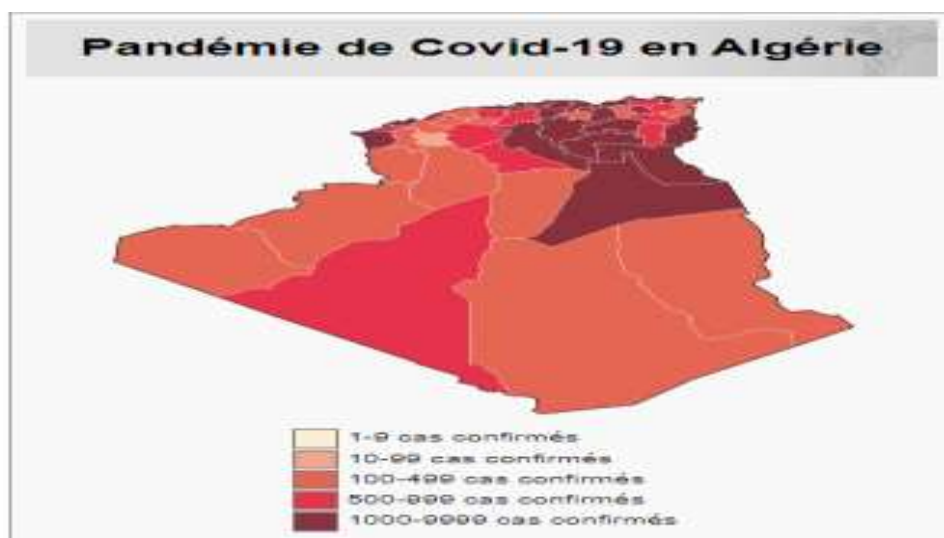 Pandémie de Covid-19 en Algérie
1-9 cas confirmés
10-99 cas confirmés
100-499 cas confirmés
500-999 cas confirmés
1000-9999 cas confirmés